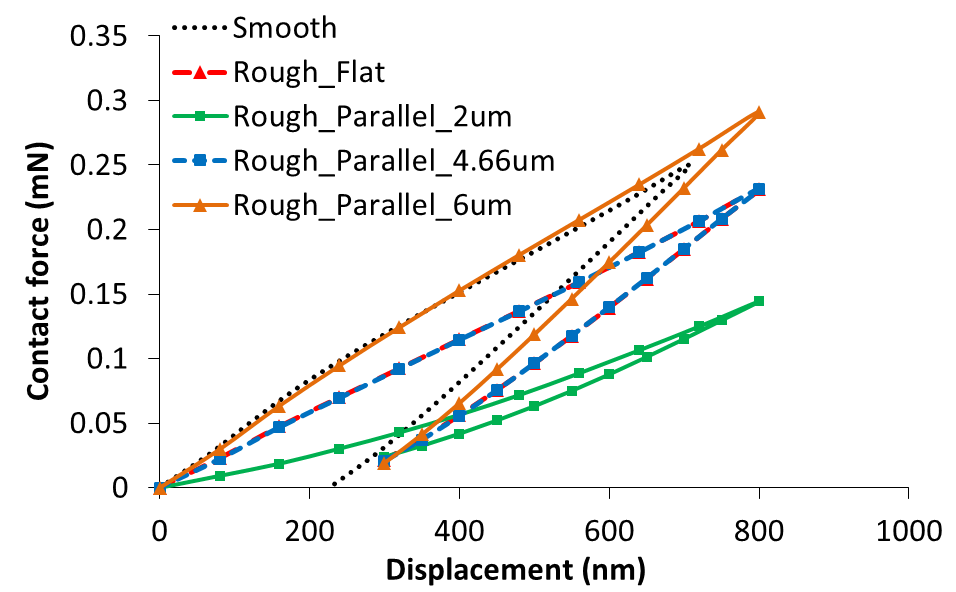 Smooth
Rough_Flat
Rough_Parallel_2um
Rough_Parallel_4.66um
Rough_Parallel_6um
Contact force (mN)
0.35
0.3
0.25
0.2
0.15
0.1
0.05
0
0 200 400 600 800 1000
Displacement (nm)